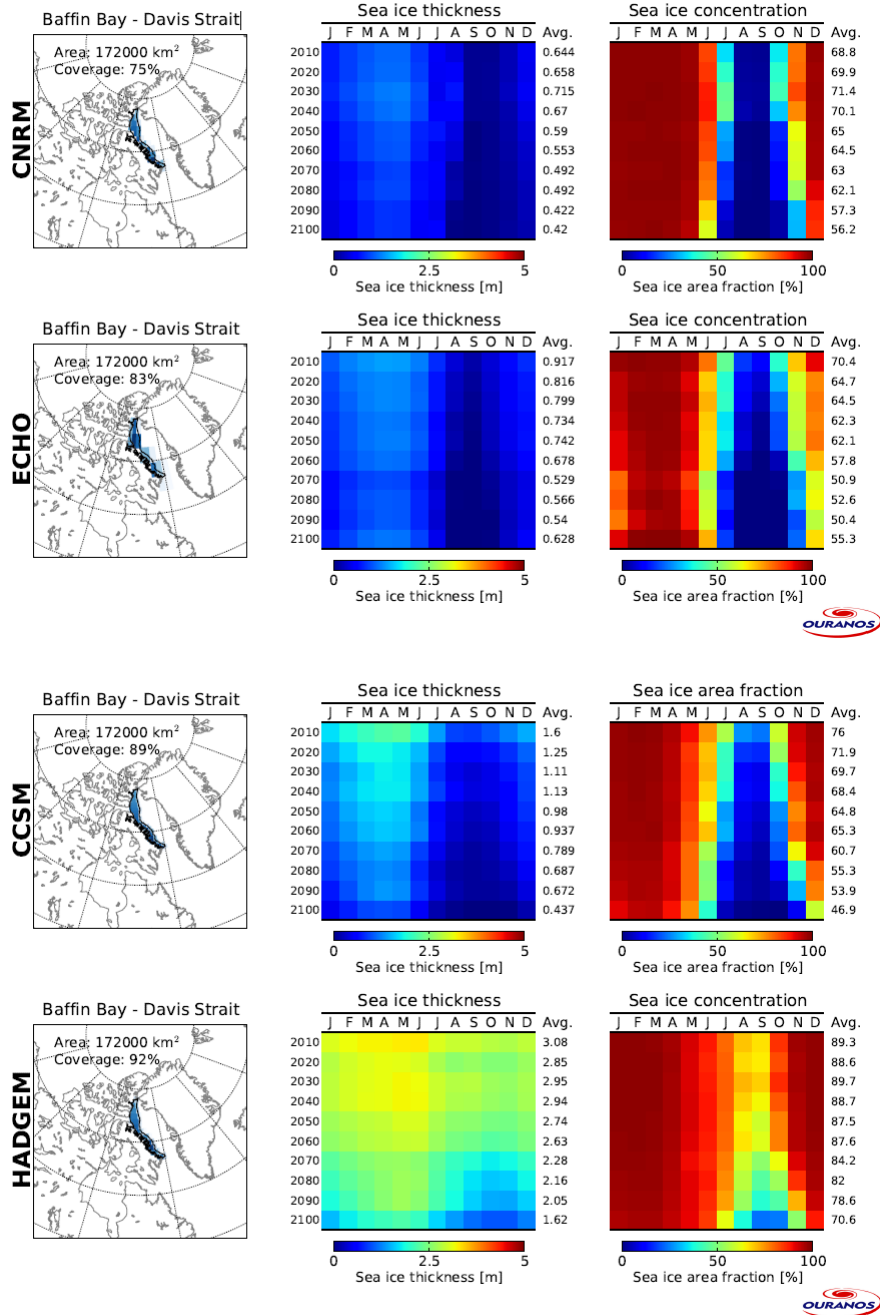 Baffin Bay - Davis Strait
Area: 172000 km²
Coverage: 75%
CNRM
Sea ice thickness
J F M A M J J A S O N D Avg.
2010 0.644
2020 0.658
2030 0.715
2040 0.67
2050 0.59
2060 0.553
2070 0.492
2080 0.492
2090 0.422
2100 0.42
0 2.5 5
Sea ice thickness [m]
Sea ice concentration
J F M A M J J A S O N D Avg.
68.8
69.9
71.4
70.1
65
64.5
63
62.1
57.3
56.2
0 50 100
Sea ice area fraction [%]
Baffin Bay - Davis Strait
Area: 172000 km²
Coverage: 83%
ECHO
Sea ice thickness
J F M A M J J A S O N D Avg.
2010 0.917
2020 0.816
2030 0.799
2040 0.734
2050 0.742
2060 0.678
2070 0.529
2080 0.566
2090 0.54
2100 0.628
0 2.5 5
Sea ice thickness [m]
Sea ice concentration
J F M A M J J A S O N D Avg.
70.4
64.7
64.5
62.3
62.1
57.8
50.9
52.6
50.4
55.3
0 50 100
Sea ice area fraction [%]
OURANOS
Baffin Bay - Davis Strait
Area: 172000 km²
Coverage: 89%
CCSM
Sea ice thickness
J F M A M J J A S O N D Avg.
2010 1.6
2020 1.25
2030 1.11
2040 1.13
2050 0.98
2060 0.937
2070 0.789
2080 0.687
2090 0.672
2100 0.437
0 2.5 5
Sea ice thickness [m]
Sea ice area fraction
J F M A M J J A S O N D Avg.
76
71.9
69.7
68.4
64.8
65.3
60.7
55.3
53.9
46.9
0 50 100
Sea ice area fraction [%]
Baffin Bay - Davis Strait
Area: 172000 km²
Coverage: 92%
HADGEM
Sea ice thickness
J F M A M J J A S O N D Avg.
2010 3.08
2020 2.85
2030 2.95
2040 2.94
2050 2.74
2060 2.63
2070 2.28
2080 2.16
2090 2.05
2100 1.62
0 2.5 5
Sea ice thickness [m]
Sea ice concentration
J F M A M J J A S O N D Avg.
89.3
88.6
89.7
88.7
87.5
87.6
84.2
82
78.6
70.6
0 50 100
Sea ice area fraction [%]
OURANOS